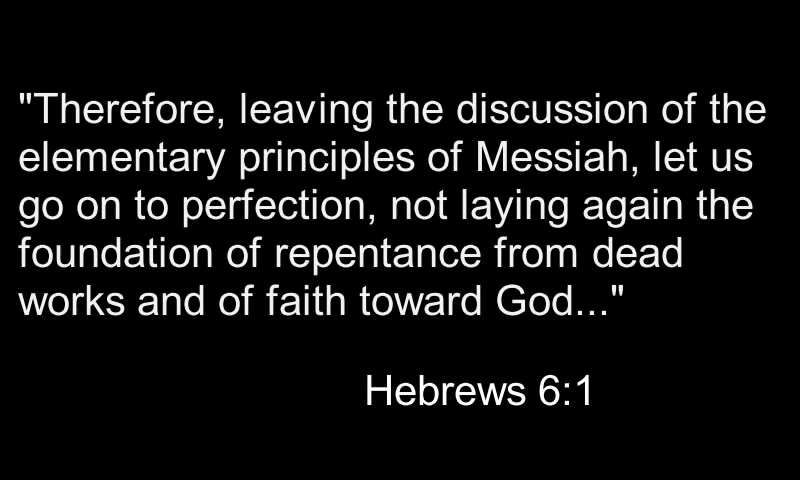 "Therefore, leaving the discussion of the
elementary principles of Messiah, let us
go on to perfection, not laying again the
foundation of repentance from dead
works and of faith toward God..."
Hebrews 6:1